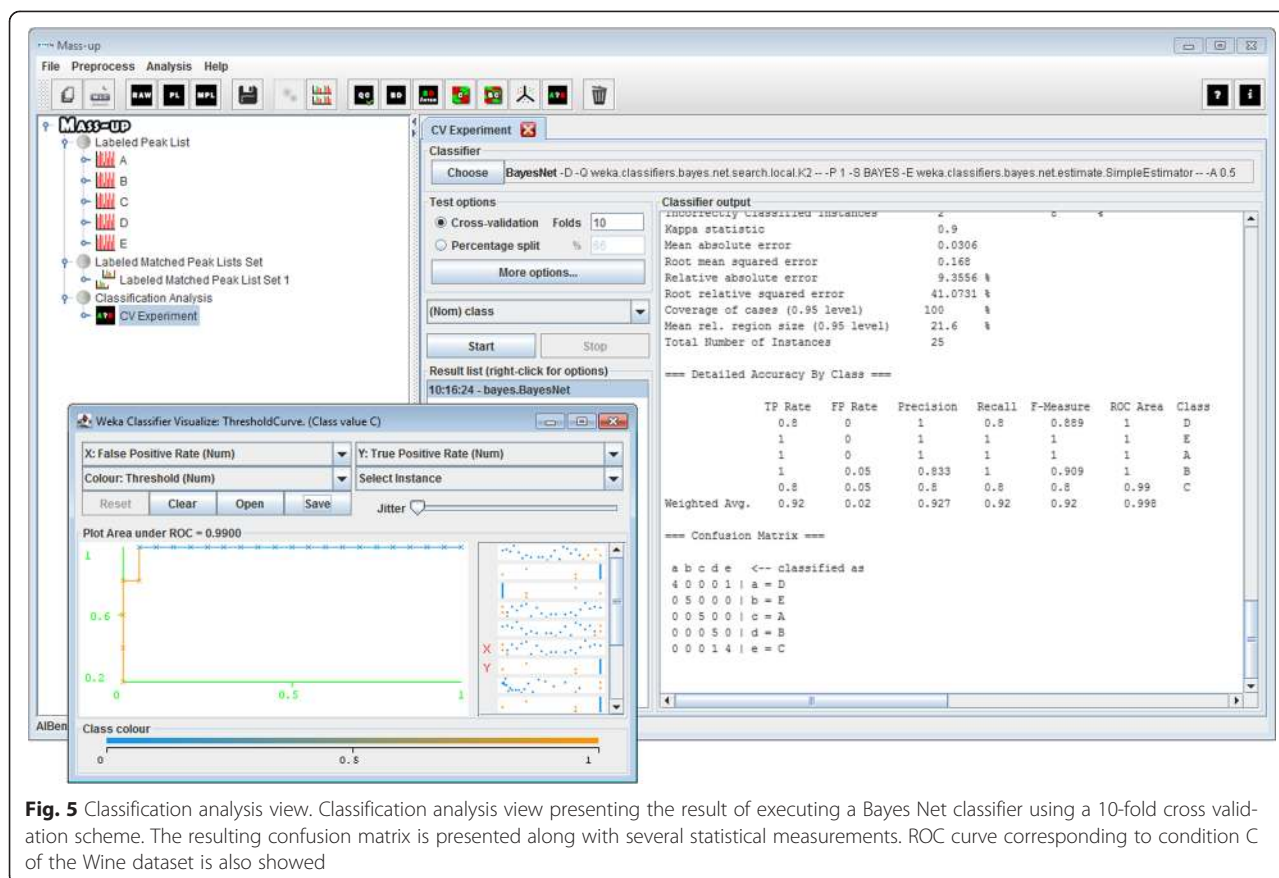 Mass-up
File Preprocess Analysis Help
RAW PL MPL QC BD
MASS-UP
Labeled Peak List
A
B
C
D
E
Labeled Matched Peak Lists Set
Labeled Matched Peak List Set 1
Classification Analysis
CV Experiment
CV Experiment
Classifier
Choose BayesNet -D -Q weka.classifiers.bayes.net.search.local.K2 -- -P 1 -S BAYES -E weka.classifiers.bayes.net.estimate.SimpleEstimator -- -A 0.5
Test options
Cross-validation Folds 10
Percentage split % 66
More options...
(Nom) class
Start Stop
Result list (right-click for options)
10:16:24 - bayes.BayesNet
Classifier output
Incorrectly Classified Instances 2 8 %
Kappa statistic 0.9
Mean absolute error 0.0306
Root mean squared error 0.168
Relative absolute error 9.3556 %
Root relative squared error 41.0731 %
Coverage of cases (0.95 level) 100 %
Mean rel. region size (0.95 level) 21.6 %
Total Number of Instances 25
=== Detailed Accuracy By Class ===
TP Rate FP Rate Precision Recall F-Measure ROC Area Class
0.8 0 1 0.8 0.889 1 D
1 0 1 1 1 1 E
1 0 1 1 1 1 A
1 0.05 0.833 1 0.909 1 B
0.8 0.05 0.8 0.8 0.8 0.99 C
Weighted Avg. 0.92 0.02 0.927 0.92 0.92 0.998
=== Confusion Matrix ===
a b c d e <-- classified as
4 0 0 0 1 | a = D
0 5 0 0 0 | b = E
0 0 5 0 0 | c = A
0 0 0 5 0 | d = B
0 0 0 1 4 | e = C
Weka Classifier Visualize: ThresholdCurve. (Class value C)
X: False Positive Rate (Num) Y: True Positive Rate (Num)
Colour: Threshold (Num) Select Instance
Reset Clear Open Save Jitter
Plot Area under ROC = 0.9900
1
0.6
0.2
0 0.5 1
X
Y
Class colour
0 0.5 1
AIBen
Fig. 5 Classification analysis view. Classification analysis view presenting the result of executing a Bayes Net classifier using a 10-fold cross valid-
ation scheme. The resulting confusion matrix is presented along with several statistical measurements. ROC curve corresponding to condition C
of the Wine dataset is also showed